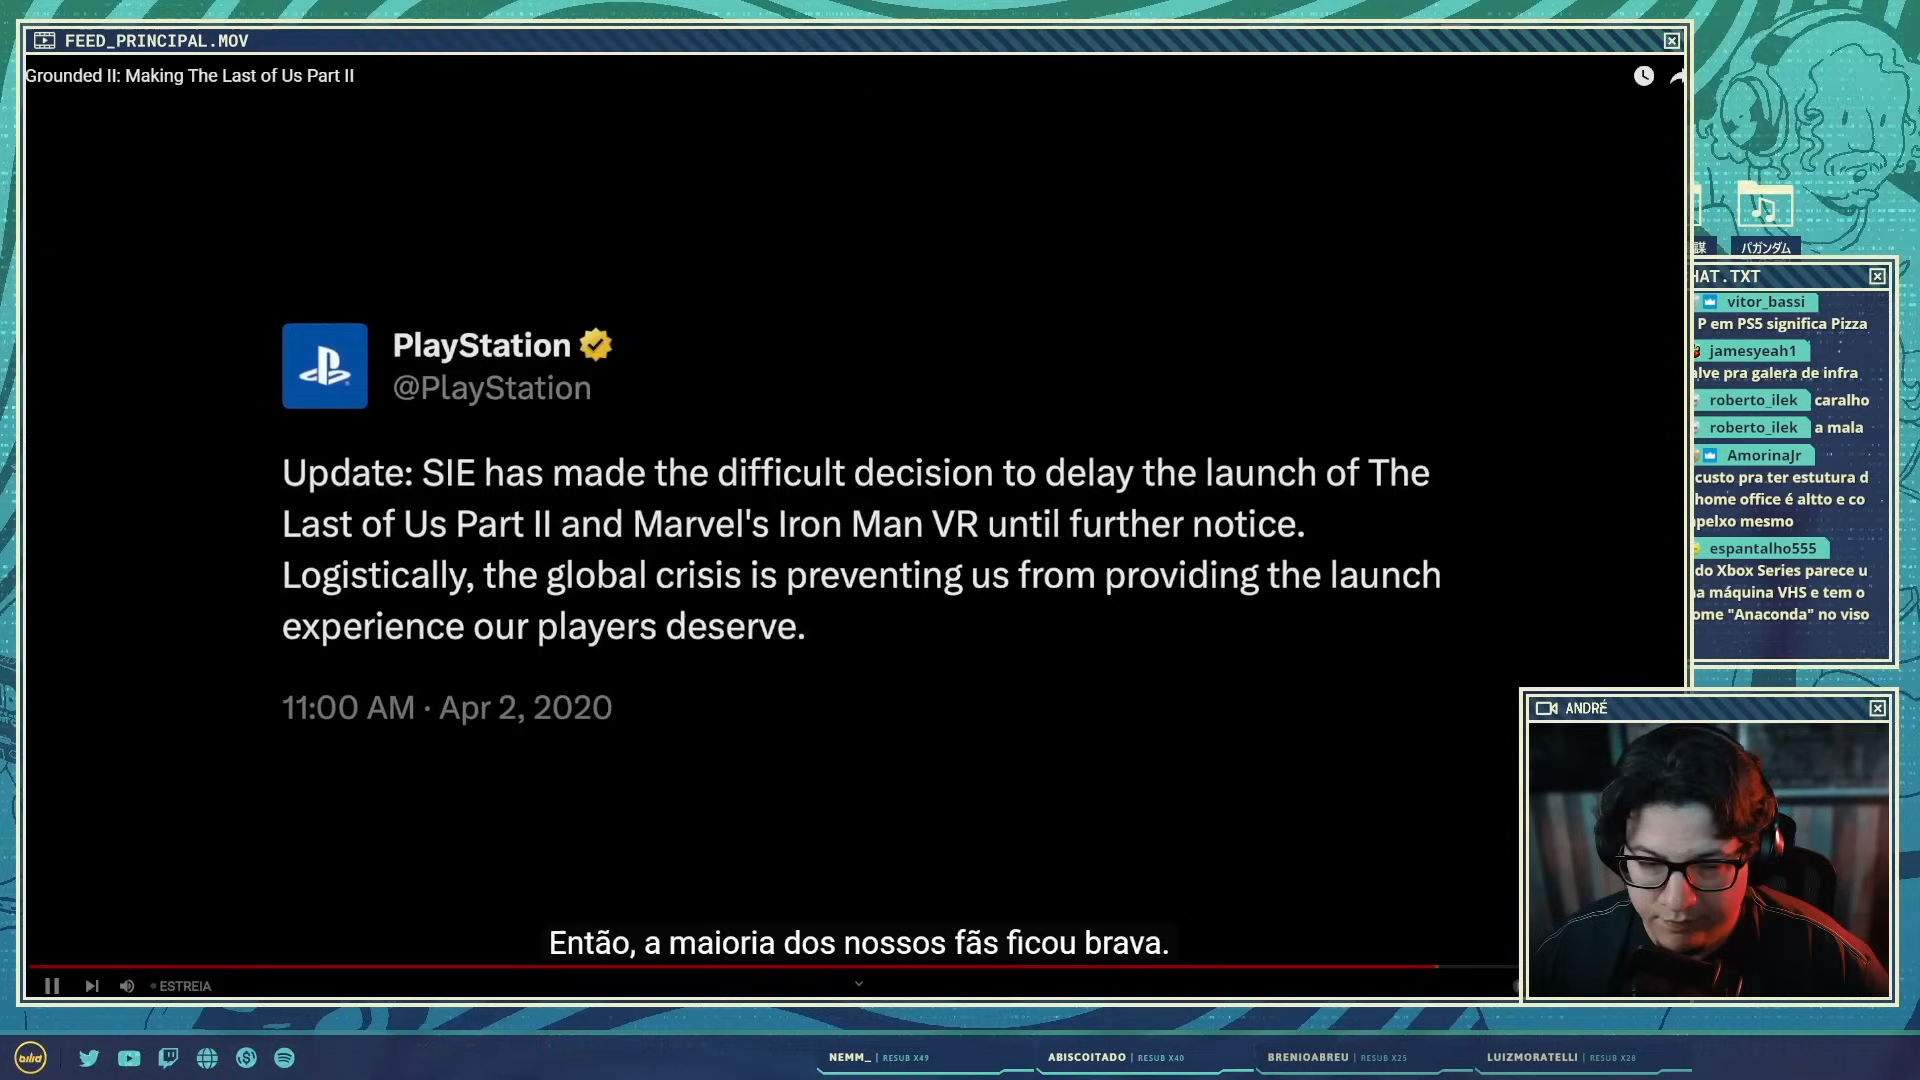 FEED_PRINCIPAL.MOV
Grounded II: Making The Last of Us Part II
PlayStation
@PlayStation
Update: SIE has made the difficult decision to delay the launch of The
Last of Us Part II and Marvel's Iron Man VR until further notice.
Logistically, the global crisis is preventing us from providing the launch
experience our players deserve.
11:00 AM · Apr 2, 2020
Então, a maioria dos nossos fãs ficou brava.
• ESTREIA
謀
パガンダム
HAT.TXT
vitor_bassi
P em PS5 significa Pizza
jamesyeah1
alve pra galera de infra
roberto_ilek caralho
roberto_ilek a mala
AmorinaJr
custo pra ter estutura d
home office é altto e co
mpelxo mesmo
espantalho555
do Xbox Series parece u
a máquina VHS e tem o
ome "Anaconda" no viso
ANDRÉ
billd
NEMM_ | RESUB X49
ABISCOITADO | RESUB X40
BRENIOABREU | RESUB X25
LUIZMORATELLI | RESUB X28